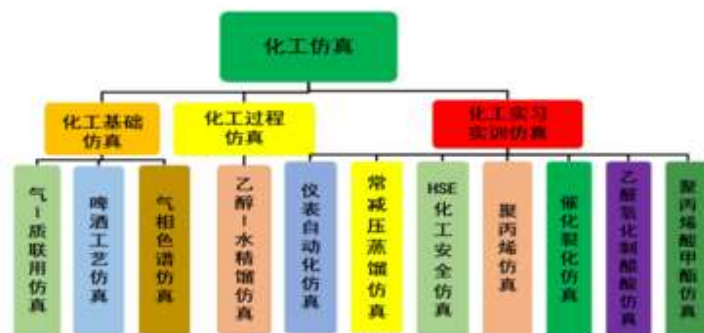 化工仿真
化工基础
仿真
化工过程
仿真
化工实习
实训仿真
气-质联用仿真
啤酒工艺仿真
气相色谱仿真
乙醇-水精馏仿真
仪表自动化仿真
常减压蒸馏仿真
HSE化工安全仿真
聚丙烯仿真
催化裂化仿真
乙醛氧化制醋酸仿真
聚丙烯酸甲酯仿真